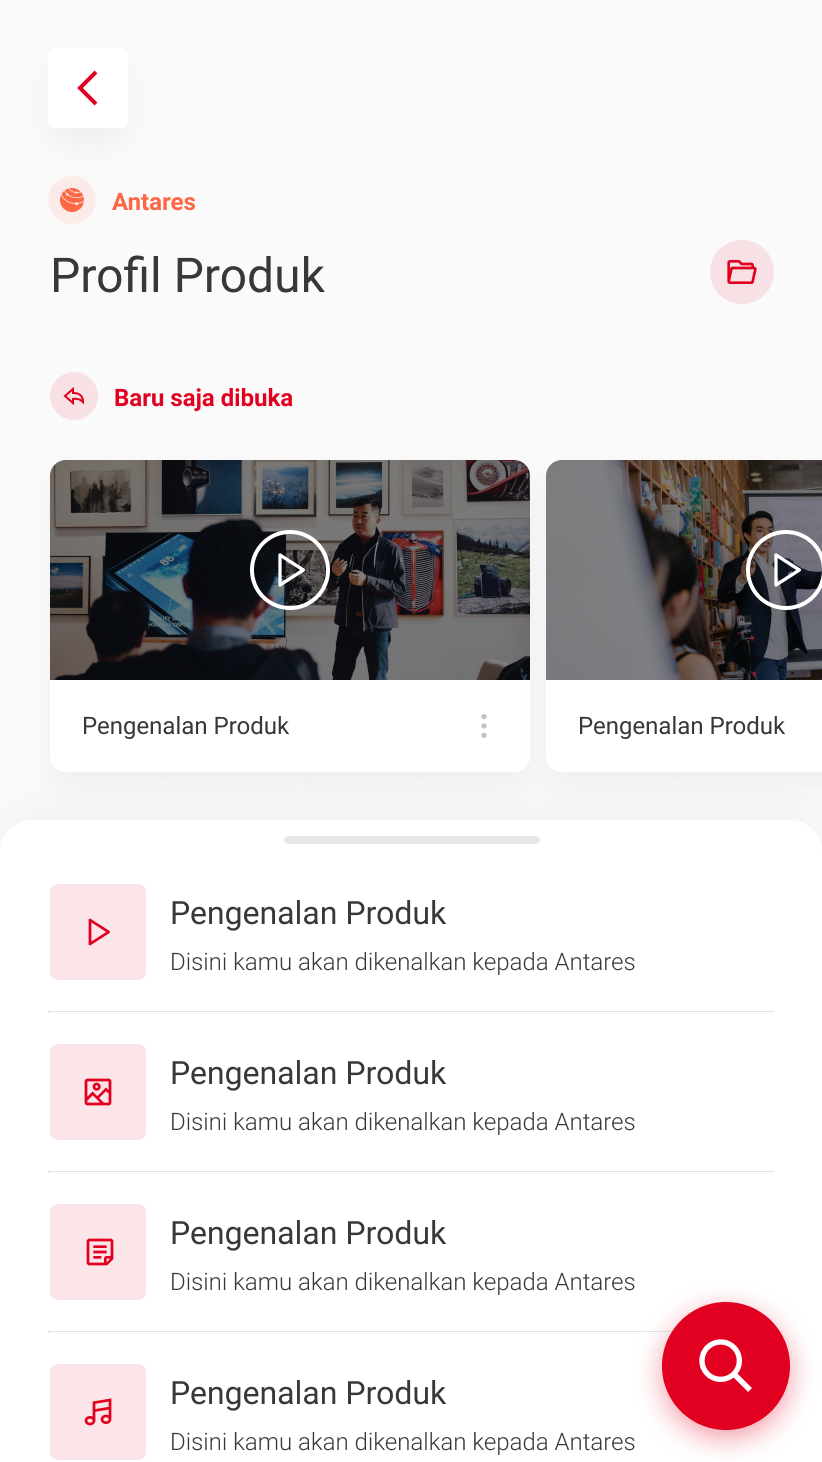 Antares
Profil Produk
Baru saja dibuka
Pengenalan Produk
Pengenalan Produk
Pengenalan Produk
Disini kamu akan dikenalkan kepada Antares
Pengenalan Produk
Disini kamu akan dikenalkan kepada Antares
Pengenalan Produk
Disini kamu akan dikenalkan kepada Antares
Pengenalan Produk
Disini kamu akan dikenalkan kepada Antares